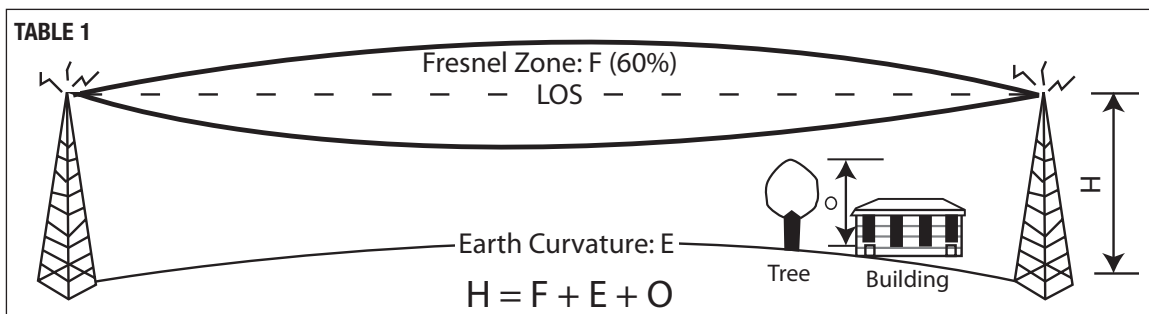 TABLE 1
Fresnel Zone: F (60%)
LOS
H
O
Earth Curvature: E
Tree
Building
H = F + E + O